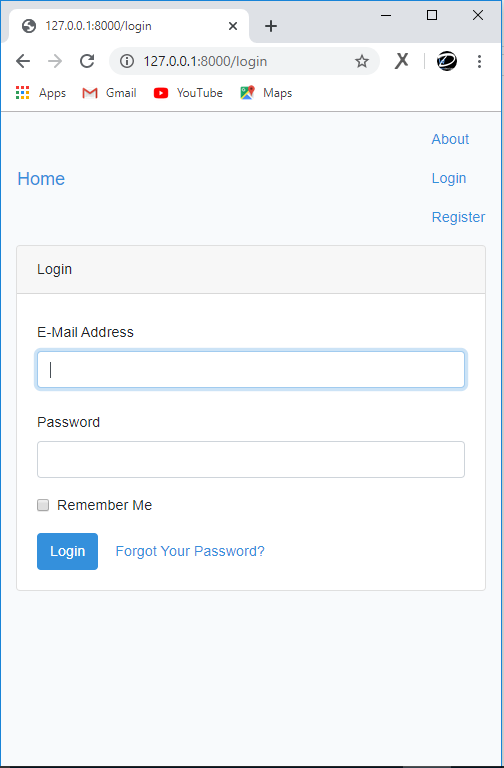 127.0.0.1:8000/login
127.0.0.1:8000/login
Apps Gmail YouTube Maps
About
Home
Login
Register
Login
E-Mail Address
Password
Remember Me
Login Forgot Your Password?